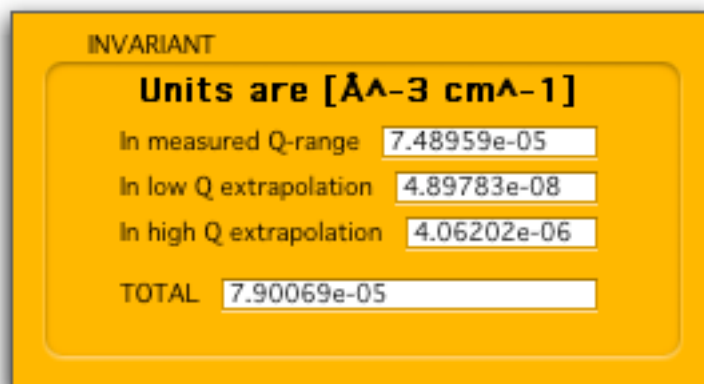 INVARIANT
Units are [Å^-3 cm^-1]
In measured Q-range 7.48959e-05
In low Q extrapolation 4.89783e-08
In high Q extrapolation 4.06202e-06
TOTAL 7.90069e-05